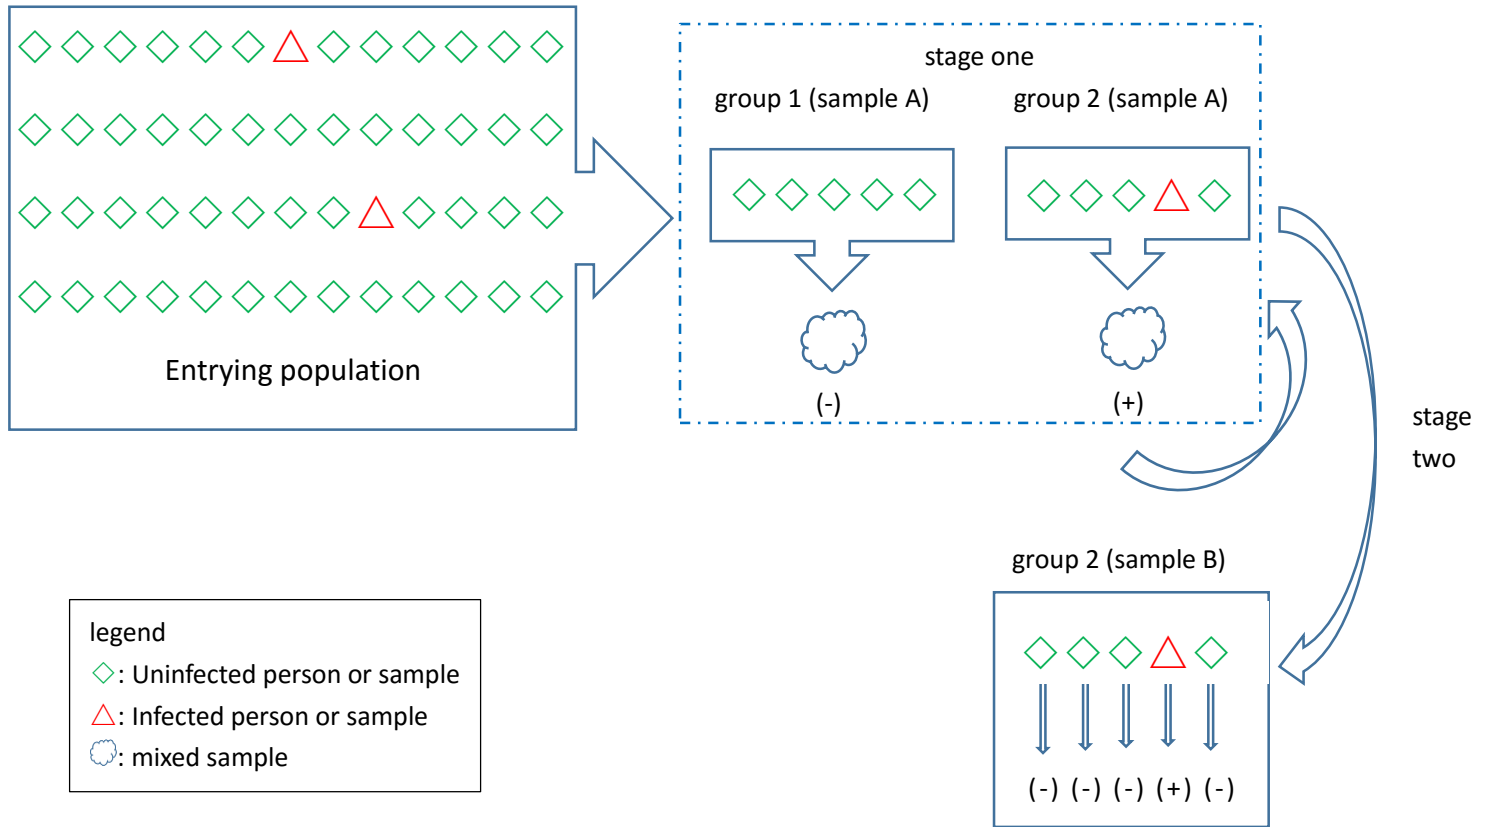 Entrying population
stage one
group 1 (sample A)
group 2 (sample A)
(-)
(+)
stage
two
group 2 (sample B)
(-) (-) (-) (+) (-)
legend
: Uninfected person or sample
: Infected person or sample
: mixed sample